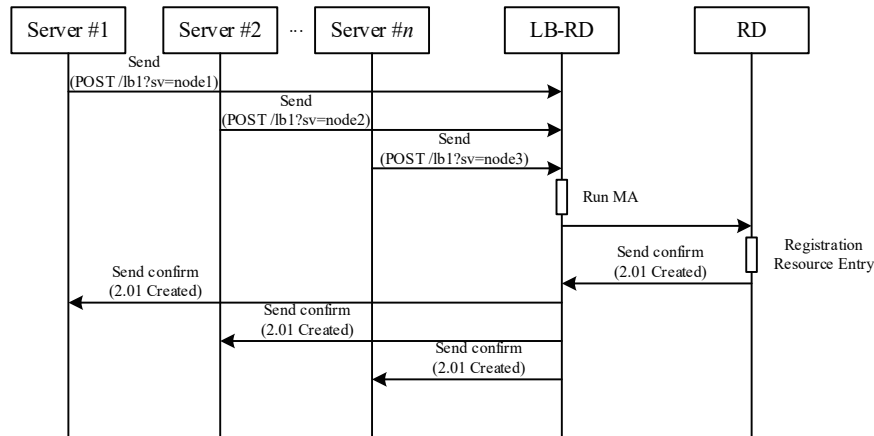 Server #1
Server #2
...
Server #n
LB-RD
RD
Send
(POST /lb1?sv=node1)
Send
(POST /lb1?sv=node2)
Send
(POST /lb1?sv=node3)
Run MA
Registration
Resource Entry
Send confirm
(2.01 Created)
Send confirm
(2.01 Created)
Send confirm
(2.01 Created)
Send confirm
(2.01 Created)